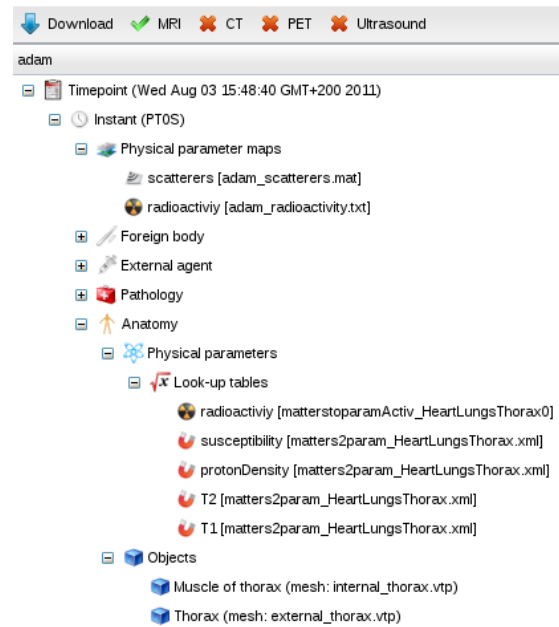 Download MRI CT PET Ultrasound
adam
Timepoint (Wed Aug 03 15:48:40 GMT+200 2011)
Instant (PT0S)
Physical parameter maps
scatterers [adam_scatterers.mat]
radioactiviy [adam_radioactivity.txt]
Foreign body
External agent
Pathology
Anatomy
Physical parameters
Look-up tables
radioactiviy [matterstoparamActiv_HeartLungsThorax0]
susceptibility [matters2param_HeartLungsThorax.xml]
protonDensity [matters2param_HeartLungsThorax.xml]
T2 [matters2param_HeartLungsThorax.xml]
T1 [matters2param_HeartLungsThorax.xml]
Objects
Muscle of thorax (mesh: internal_thorax.vtp)
Thorax (mesh: external_thorax.vtp)